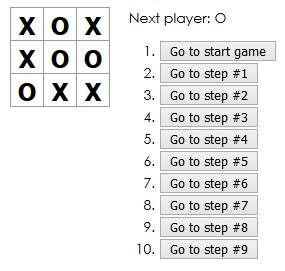 X O X
X O O
O X X
Next player: O
1. Go to start game
2. Go to step #1
3. Go to step #2
4. Go to step #3
5. Go to step #4
6. Go to step #5
7. Go to step #6
8. Go to step #7
9. Go to step #8
10. Go to step #9